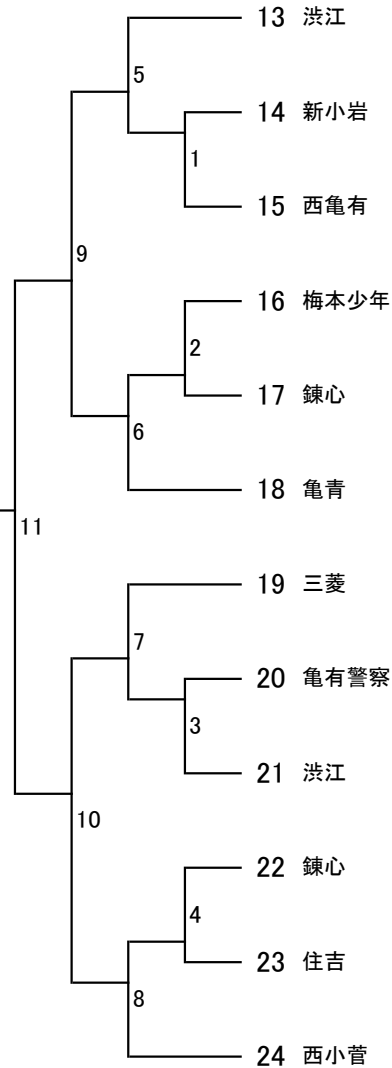 13 渋江
5
14 新小岩
1
15 西亀有
9
16 梅本少年
2
17 錬心
6
18 亀青
11
19 三菱
7
20 亀有警察
3
21 渋江
10
22 錬心
4
23 住吉
8
24 西小菅